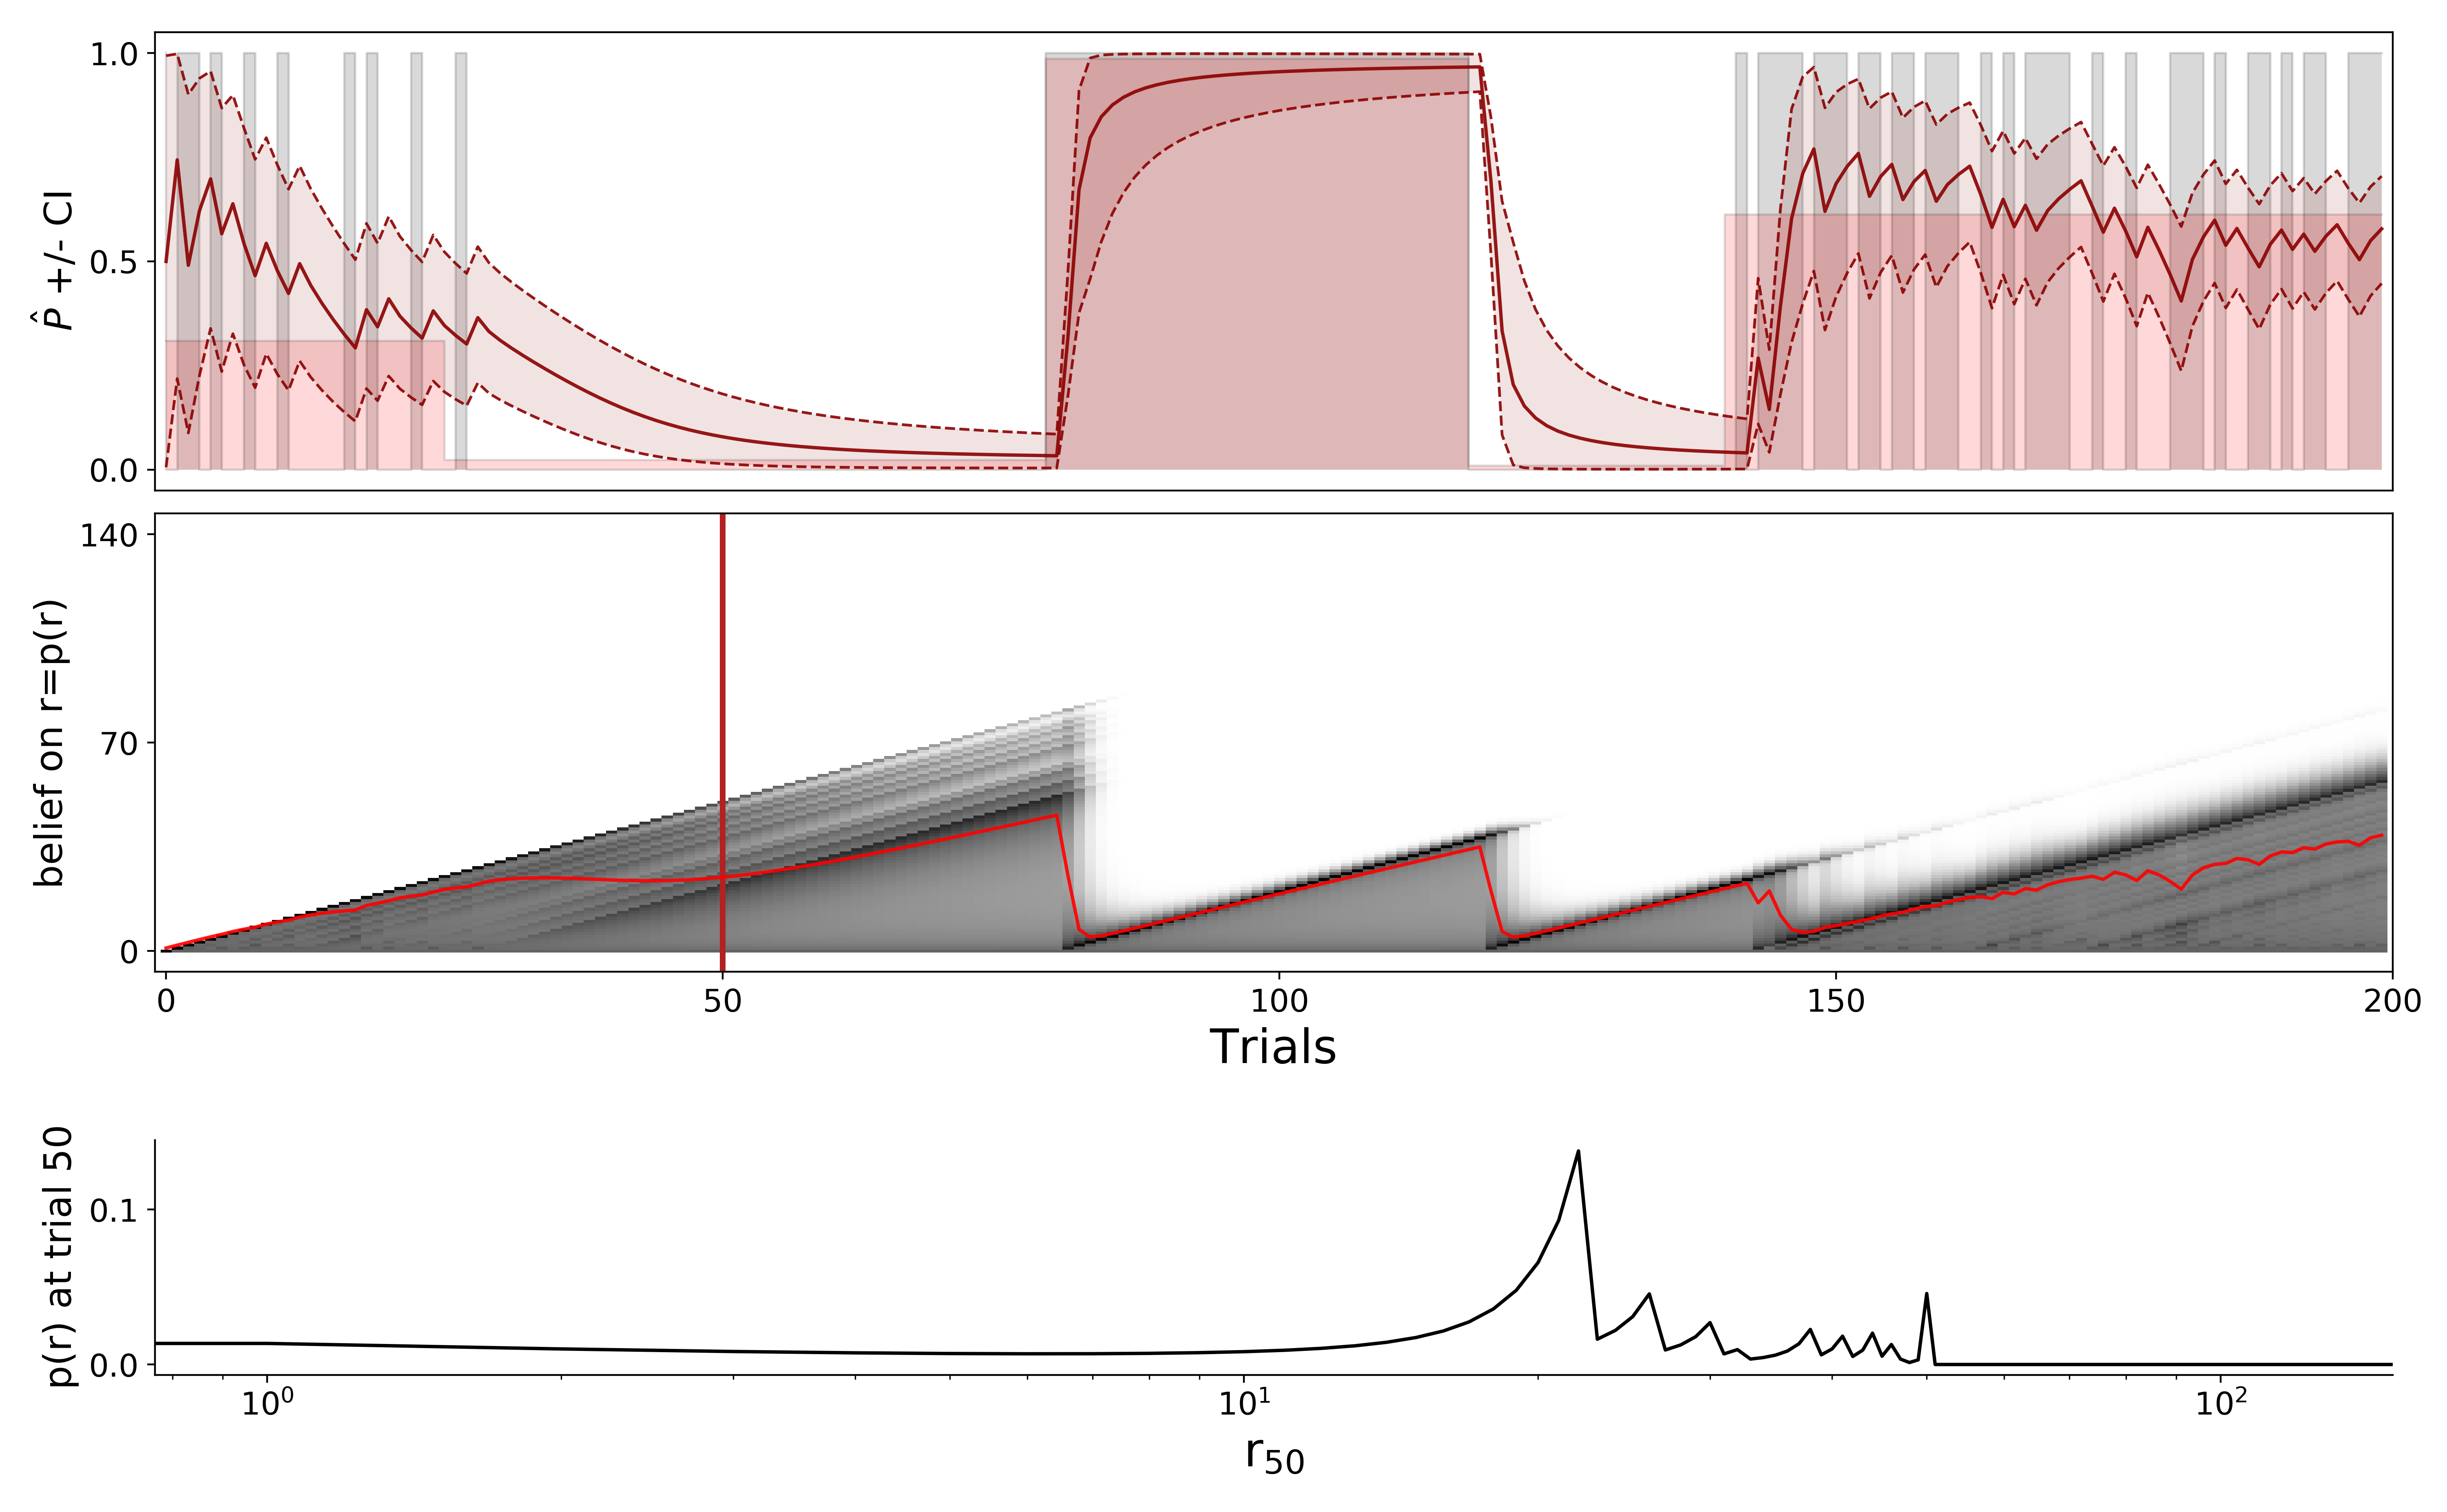 1.0
0.5
0.0
P̂ +/- CI
140
70
0
belief on r=p(r)
0 50 100 150 200
Trials
0.1
0.0
p(r) at trial 50
10⁰ 10¹ 10²
r₅₀